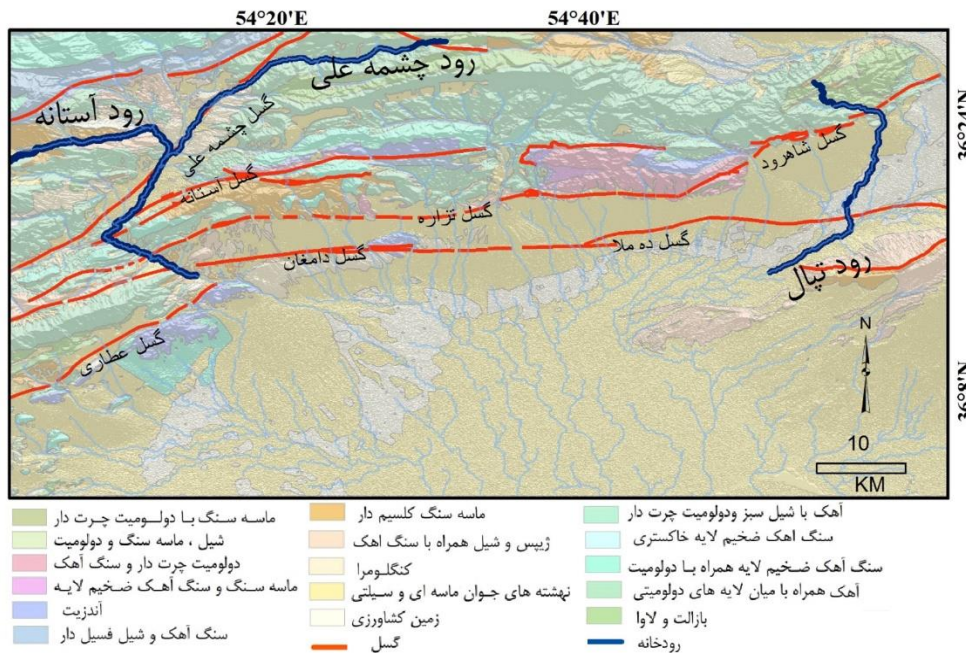 54°20'E
54°40'E
36°24'N
36°8'N
رود چشمه علی
رود آستانه
گسل چشمه علی
گسل شاهرود
گسل آستانه
گسل تزاره
گسل ده ملا
گسل دامغان
رود تپال
گسل عطاری
N
10
KM
ماسه سنگ با دولومیت چرت دار
شیل ، ماسه سنگ و دولومیت
دولومیت چرت دار و سنگ آهک
ماسه سنگ و سنگ آهک ضخیم لایه
آندزیت
سنگ آهک و شیل فسیل دار
ماسه سنگ کلسیم دار
ژیپس و شیل همراه با سنگ اهک
کنگلومرا
نهشته های جوان ماسه ای و سیلتی
زمین کشاورزی
گسل
آهک با شیل سبز ودولومیت چرت دار
سنگ اهک ضخیم لایه خاکستری
سنگ آهک ضخیم لایه همراه با دولومیت
آهک همراه با میان لایه های دولومیتی
بازالت و لاوا
رودخانه